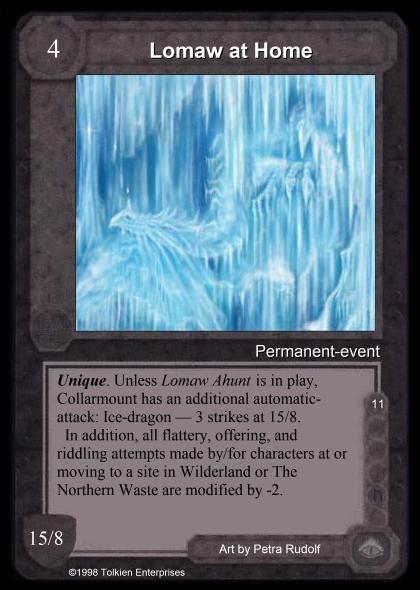 4
Lomaw at Home
Permanent-event
Unique. Unless Lomaw Ahunt is in play,
Collarmount has an additional automatic-
attack: Ice-dragon — 3 strikes at 15/8.
In addition, all flattery, offering, and
riddling attempts made by/for characters at or
moving to a site in Wilderland or The
Northern Waste are modified by -2.
11
15/8
Art by Petra Rudolf
©1998 Tolkien Enterprises